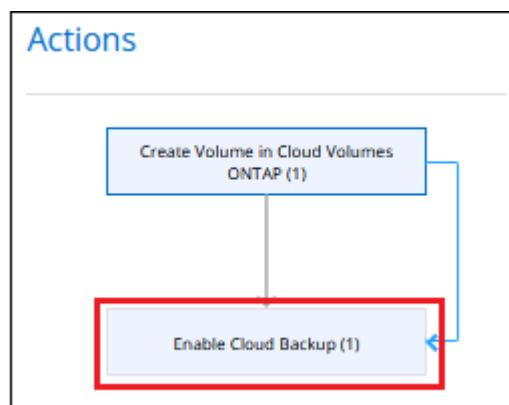 Actions
Create Volume in Cloud Volumes
ONTAP (1)
Enable Cloud Backup (1)